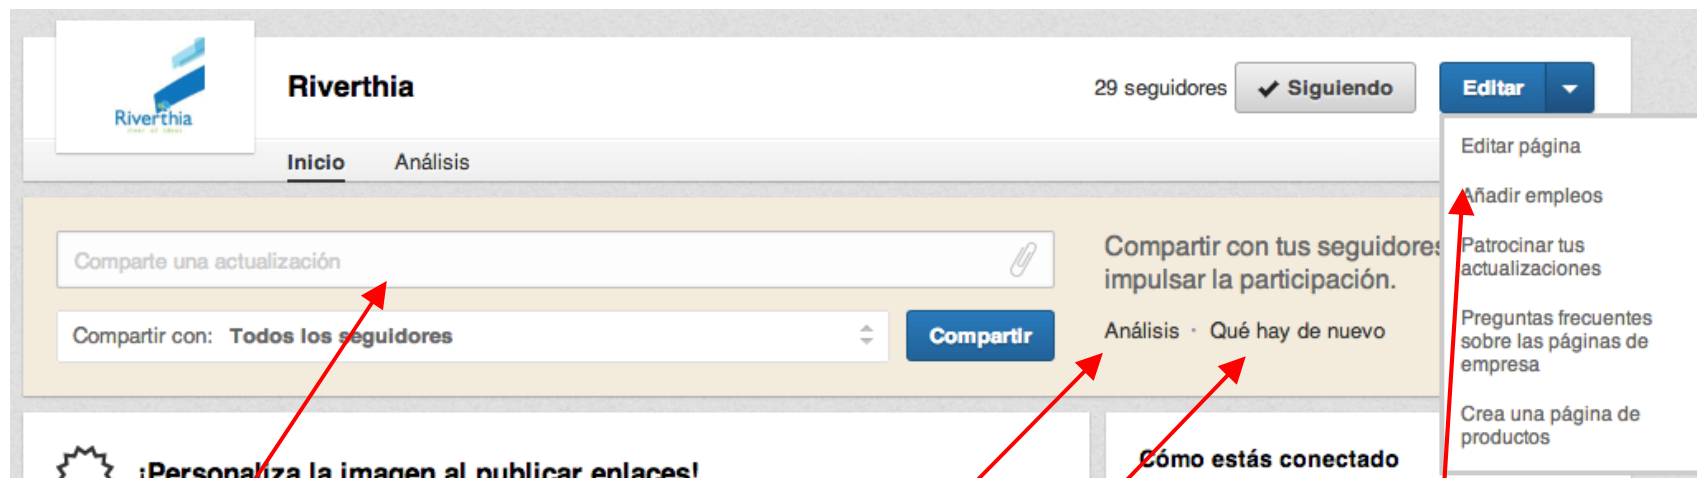 Riverthia
Riverthia
29 seguidores
Siguiendo
Editar
Inicio
Análisis
Editar página
Añadir empleos
Patrocinar tus
actualizaciones
Preguntas frecuentes
sobre las páginas de
empresa
Crea una página de
productos
Comparte una actualización
Compartir con: Todos los seguidores
Compartir
Compartir con tus seguidores
impulsar la participación.
Análisis · Qué hay de nuevo
¡Personaliza la imagen al publicar enlaces!
Cómo estás conectado